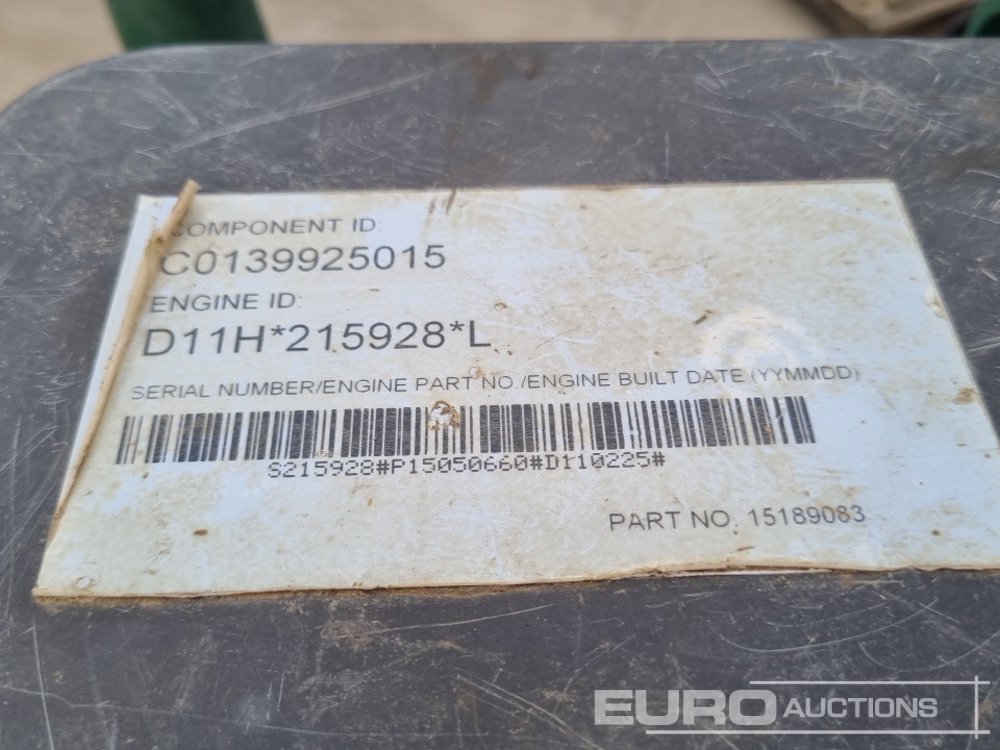 COMPONENT ID:
C0139925015
ENGINE ID:
D11H*215928*L
SERIAL NUMBER/ENGINE PART NO./ENGINE BUILT DATE (YYMMDD)
S215928#P15050660#D110225#
PART NO. 15189083
EURO AUCTIONS